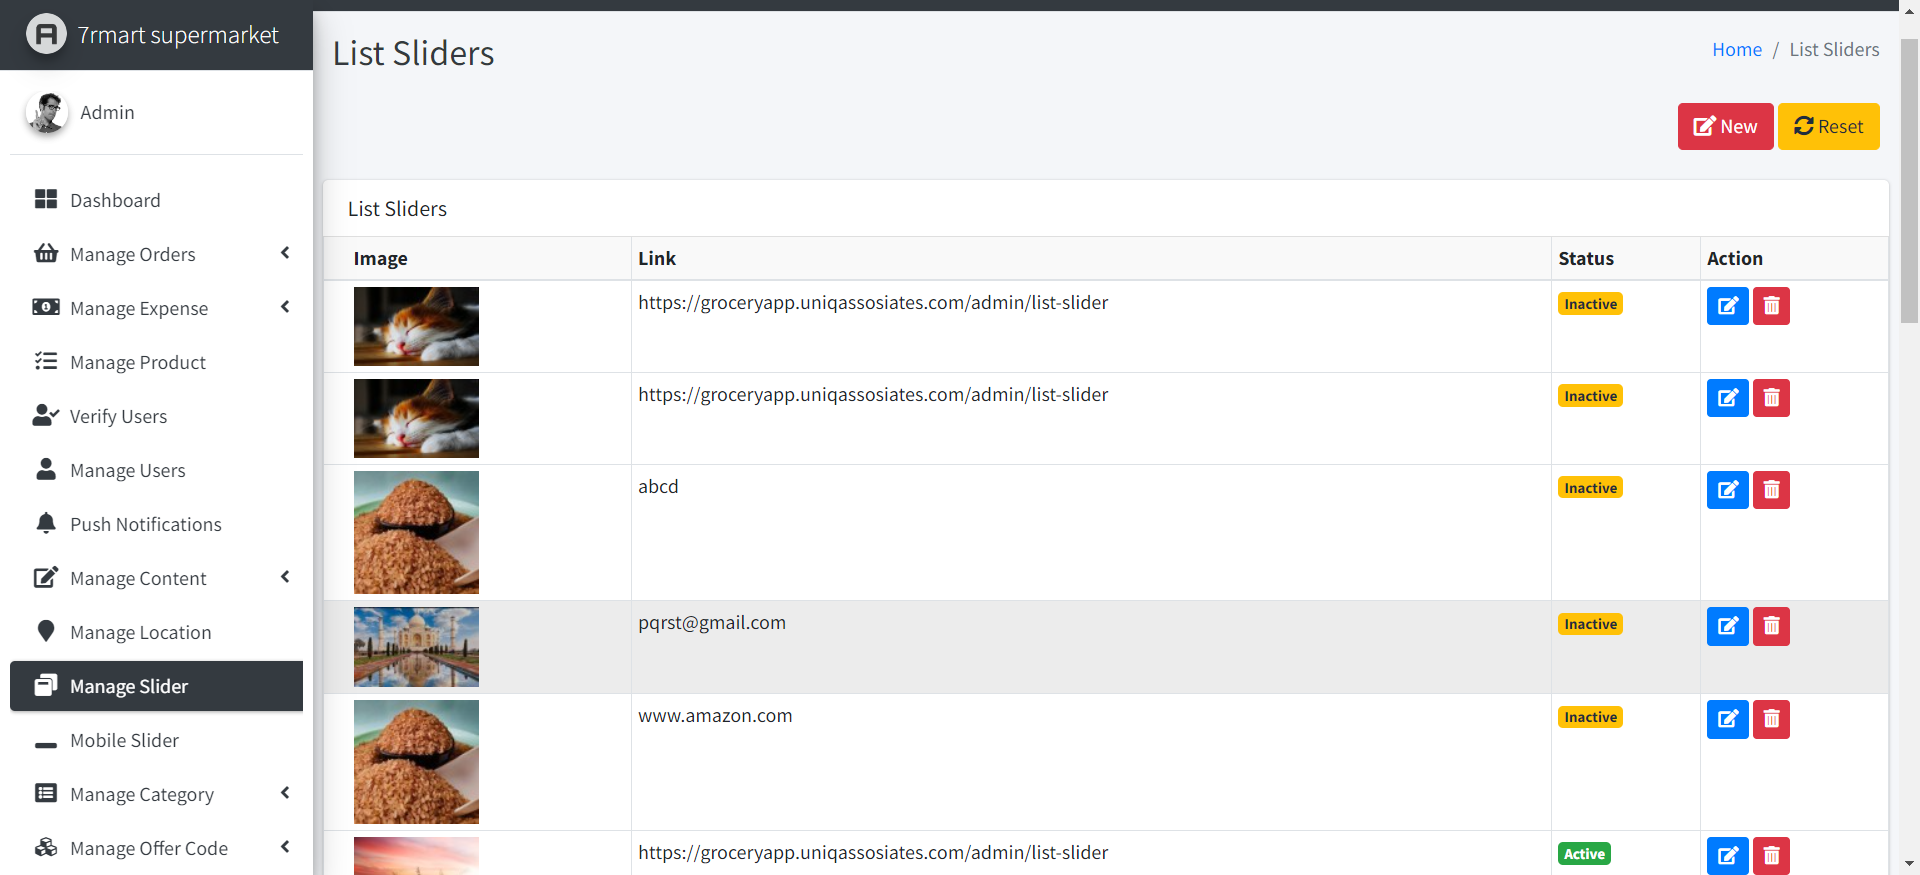 7rmart supermarket
Admin
Dashboard
Manage Orders
Manage Expense
Manage Product
Verify Users
Manage Users
Push Notifications
Manage Content
Manage Location
Manage Slider
Mobile Slider
Manage Category
Manage Offer Code
List Sliders
Home / List Sliders
New Reset
List Sliders
Image Link Status Action
https://groceryapp.uniqassosiates.com/admin/list-slider Inactive
https://groceryapp.uniqassosiates.com/admin/list-slider Inactive
abcd Inactive
pqrst@gmail.com Inactive
www.amazon.com Inactive
https://groceryapp.uniqassosiates.com/admin/list-slider Active